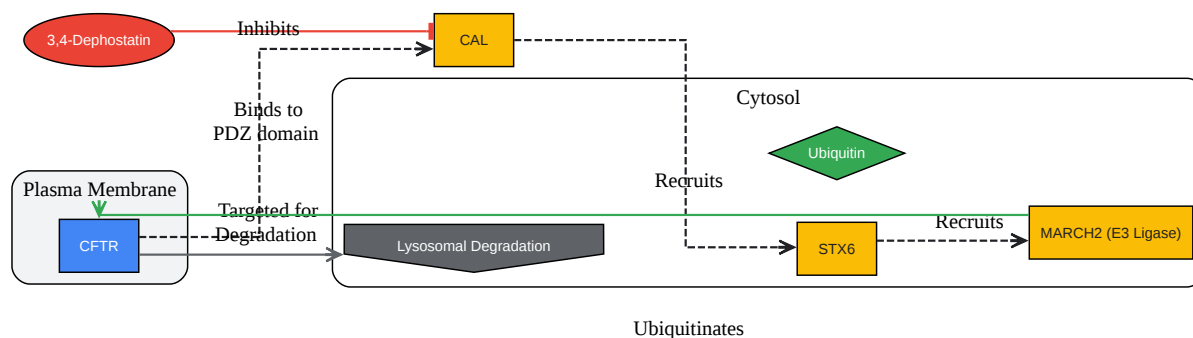 Inhibits
3,4-Dephostatin
CAL
Cytosol
Binds to
PDZ domain
Ubiquitin
Recruits
Plasma Membrane
Targeted for
Degradation
Recruits
MARCH2 (E3 Ligase)
CFTR
Lysosomal Degradation
STX6
Ubiquitinates